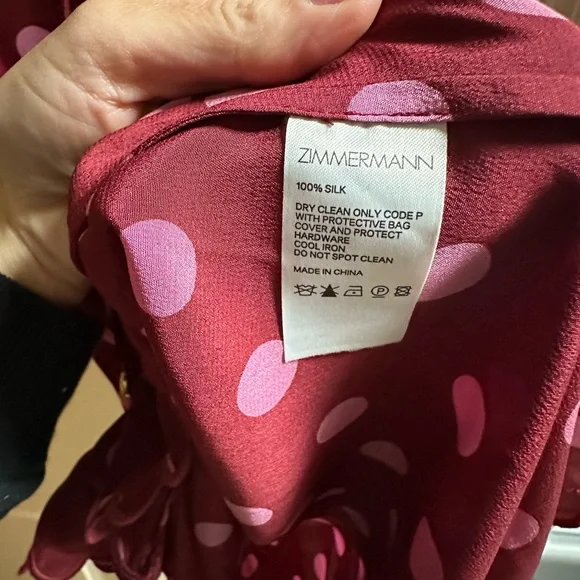 ZIMMERMANN
100% SILK
DRY CLEAN ONLY CODE P
WITH PROTECTIVE BAG
COVER AND PROTECT
HARDWARE
COOL IRON
DO NOT SPOT CLEAN
MADE IN CHINA
P